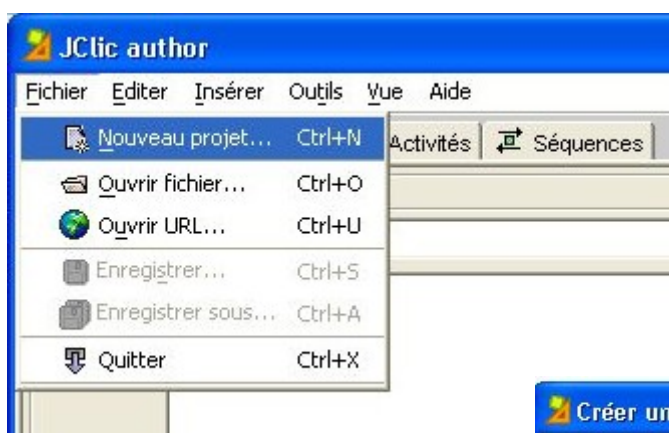 JClic author
Fichier Editer Insérer Outils Vue Aide
Nouveau projet... Ctrl+N
Activités Séquences
Ouvrir fichier... Ctrl+O
Ouvrir URL... Ctrl+U
Enregistrer... Ctrl+S
Enregistrer sous... Ctrl+A
Quitter Ctrl+X
Créer un